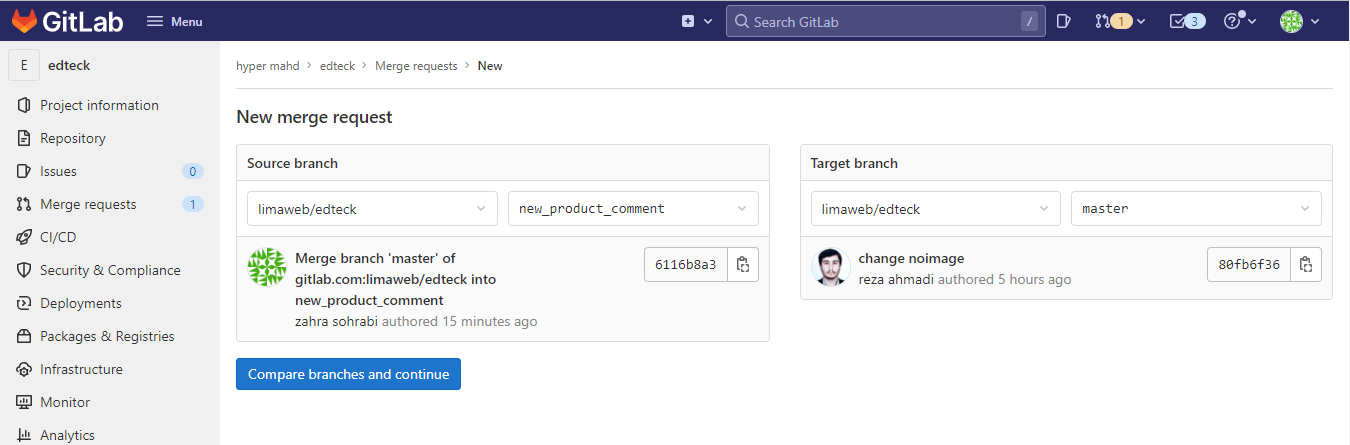 GitLab Menu Search GitLab / 1 3
E edteck
Project information
Repository
Issues 0
Merge requests 1
CI/CD
Security & Compliance
Deployments
Packages & Registries
Infrastructure
Monitor
Analytics
hyper mahd > edteck > Merge requests > New
New merge request
Source branch
limaweb/edteck new_product_comment
Merge branch 'master' of
gitlab.com:limaweb/edteck into
new_product_comment
zahra sohrabi authored 15 minutes ago
6116b8a3
Target branch
limaweb/edteck master
change noimage
reza ahmadi authored 5 hours ago
80fb6f36
Compare branches and continue